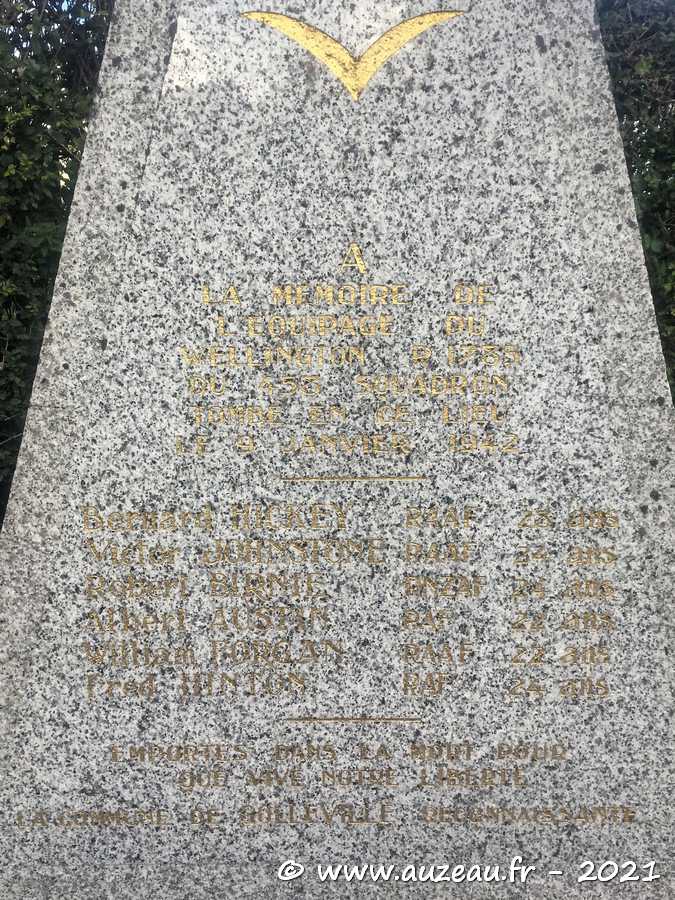 A
LA MEMOIRE DE
L'EQUIPAGE DU
WELLINGTON R 1785
DU 458 SQUADRON
TOMBE EN CE LIEU
LE 9 JANVIER 1942
Bernard HICKEY RAAF 28 ans
Victor JOHNSTONE RAAF 34 ans
Robert BIRNIE RNZAF 24 ans
Albert AUSTIN RAF 22 ans
William FORGAN RAAF 22 ans
Fred HINTON RAF 24 ans
EMPORTES DANS LA MORT POUR
QUE VIVE NOTRE LIBERTE
LA COMMUNE DE GOLLEVILLE RECONNAISSANTE
© www.auzeau.fr - 2021